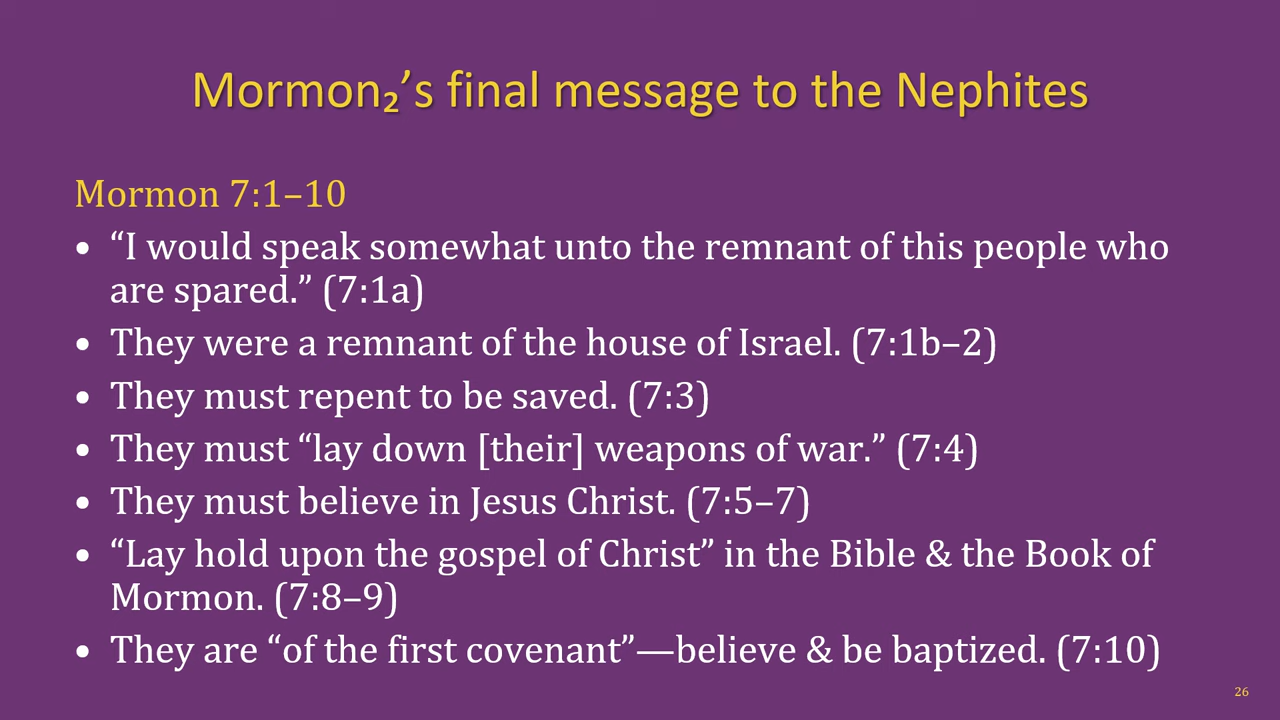 Mormon₂’s final message to the Nephites
Mormon 7:1–10
• “I would speak somewhat unto the remnant of this people who
are spared.” (7:1a)
• They were a remnant of the house of Israel. (7:1b–2)
• They must repent to be saved. (7:3)
• They must “lay down [their] weapons of war.” (7:4)
• They must believe in Jesus Christ. (7:5–7)
• “Lay hold upon the gospel of Christ” in the Bible & the Book of
Mormon. (7:8–9)
• They are “of the first covenant”—believe & be baptized. (7:10)
26